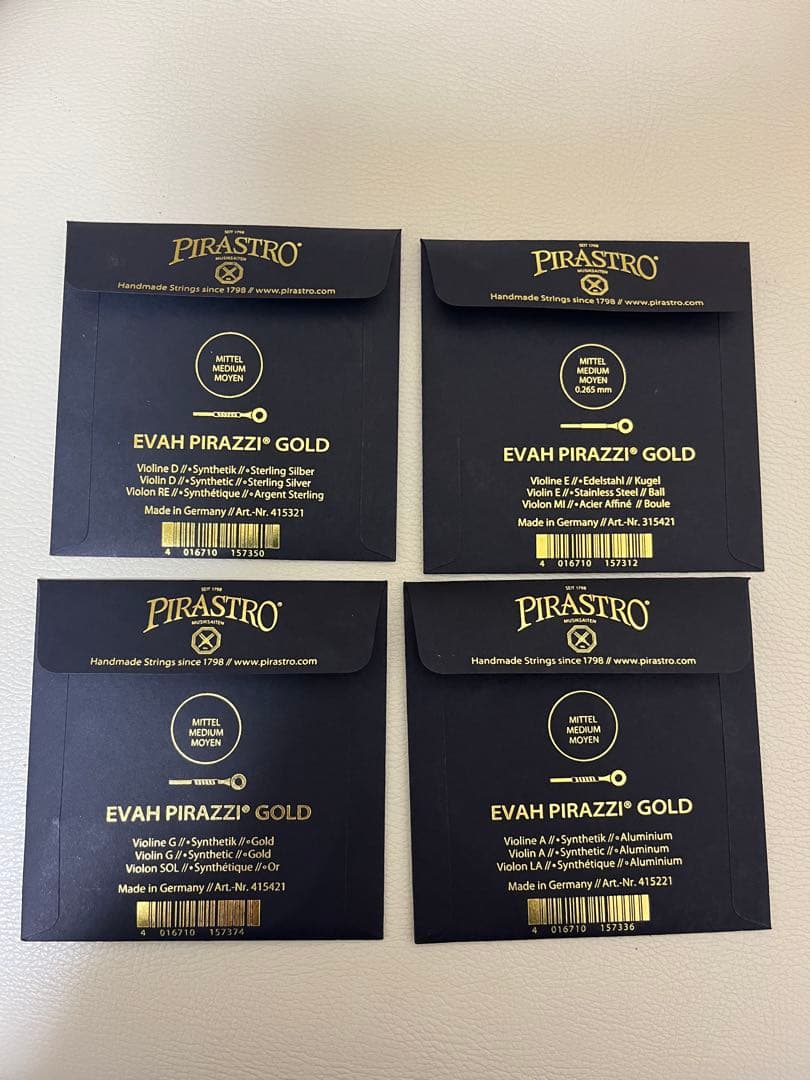 SEIT 1798
PIRASTRO®
MUSIKSAITEN
Handmade Strings since 1798 // www.pirastro.com
MITTEL
MEDIUM
MOYEN
EVAH PIRAZZI® GOLD
Violine D //•Synthetik //∘Sterling Silber
Violin D //•Synthetic //∘Sterling Silver
Violon RE //•Synthétique //∘Argent Sterling
Made in Germany // Art.-Nr. 415321
4 016710 157350
SEIT 1798
PIRASTRO®
MUSIKSAITEN
Handmade Strings since 1798 // www.pirastro.com
MITTEL
MEDIUM
MOYEN
0.265 mm
EVAH PIRAZZI® GOLD
Violine E //•Edelstahl // Kugel
Violin E //•Stainless Steel // Ball
Violon MI //•Acier Affiné // Boule
Made in Germany // Art.-Nr. 315421
4 016710 157312
SEIT 1798
PIRASTRO®
MUSIKSAITEN
Handmade Strings since 1798 // www.pirastro.com
MITTEL
MEDIUM
MOYEN
EVAH PIRAZZI® GOLD
Violine G //•Synthetik //∘Gold
Violin G //•Synthetic //∘Gold
Violon SOL //•Synthétique //∘Or
Made in Germany // Art.-Nr. 415421
4 016710 157374
SEIT 1798
PIRASTRO®
MUSIKSAITEN
Handmade Strings since 1798 // www.pirastro.com
MITTEL
MEDIUM
MOYEN
EVAH PIRAZZI® GOLD
Violine A //•Synthetik //∘Aluminium
Violin A //•Synthetic //∘Aluminum
Violon LA //•Synthétique //∘Aluminium
Made in Germany // Art.-Nr. 415221
4 016710 157336